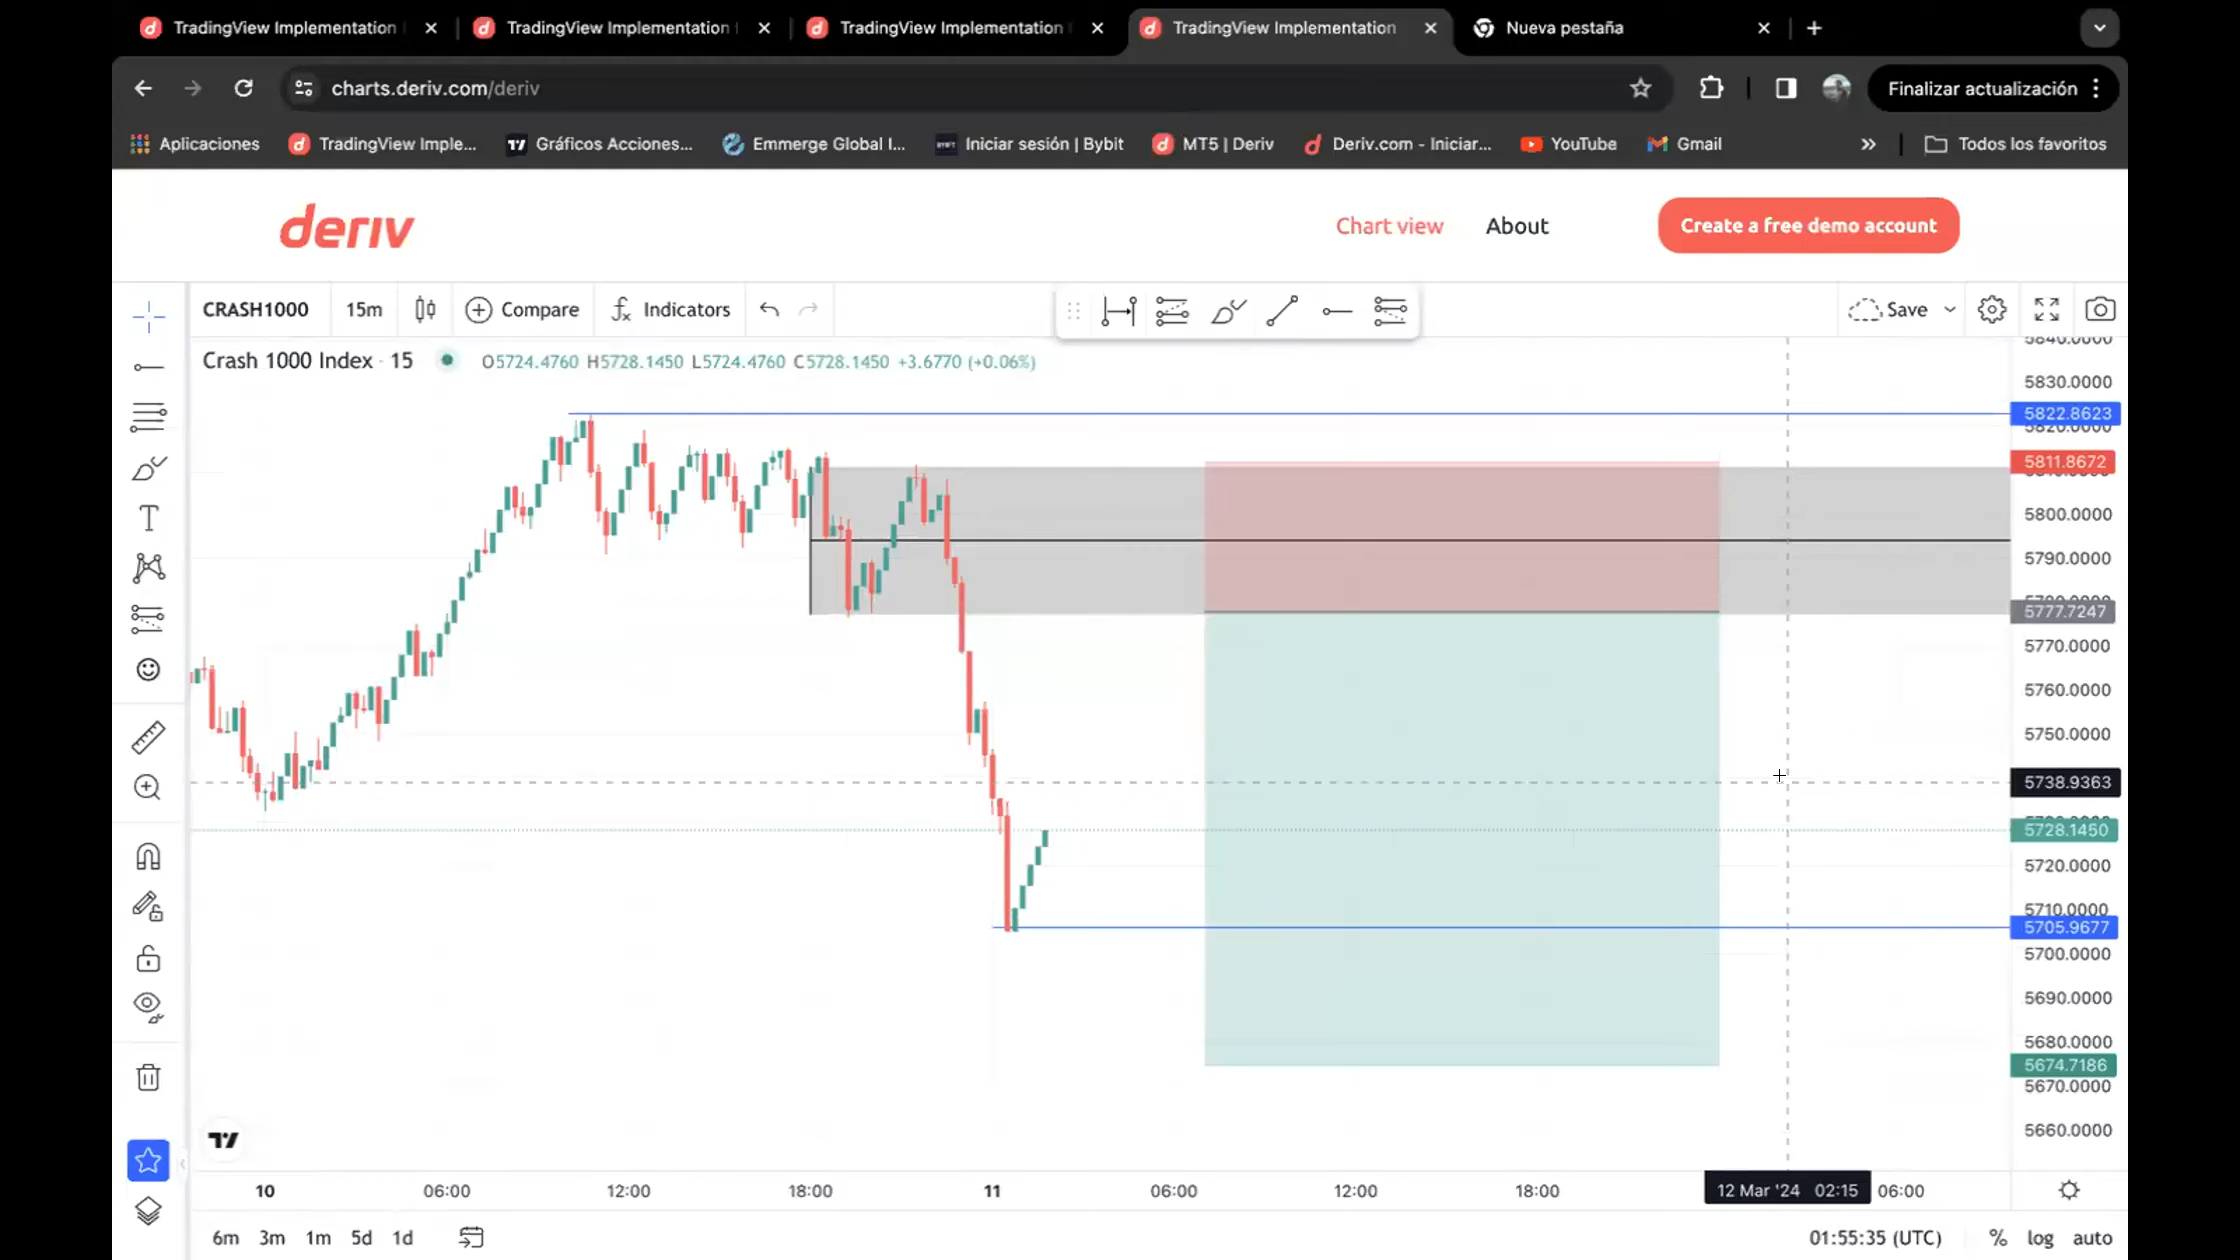 TradingView Implementation
TradingView Implementation
TradingView Implementation
TradingView Implementation
Nueva pestaña
charts.deriv.com/deriv
Finalizar actualización
Aplicaciones
TradingView Imple...
Gráficos Acciones...
Emmerge Global I...
Iniciar sesión | Bybit
MT5 | Deriv
Deriv.com - Iniciar...
YouTube
Gmail
»
Todos los favoritos
deriv
Chart view
About
Create a free demo account
CRASH1000
15m
Compare
Indicators
Save
Crash 1000 Index · 15
O5724.4760 H5728.1450 L5724.4760 C5728.1450 +3.6770 (+0.06%)
5840.0000
5830.0000
5822.8623
5820.0000
5811.8672
5800.0000
5790.0000
5777.7247
5770.0000
5760.0000
5750.0000
5738.9363
5728.1450
5720.0000
5710.0000
5705.9677
5700.0000
5690.0000
5680.0000
5674.7186
5670.0000
5660.0000
10
06:00
12:00
18:00
11
06:00
12:00
18:00
12 Mar '24 02:15
06:00
6m 3m 1m 5d 1d
01:55:35 (UTC)
% log auto